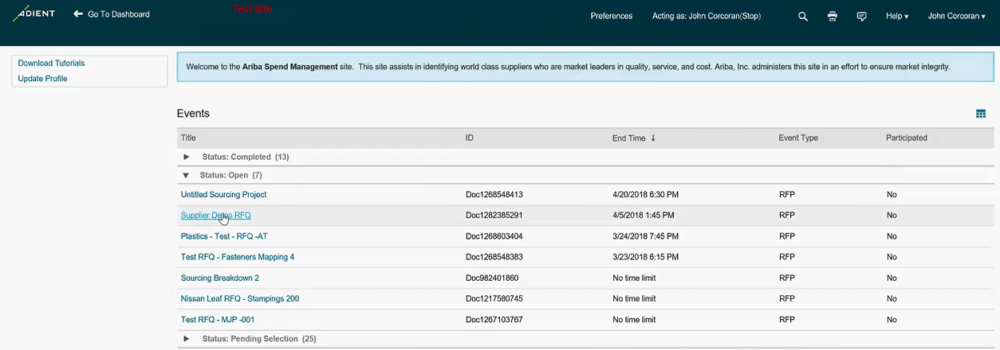 ADIENT
Go To Dashboard
Test Site
Preferences
Acting as: John Corcoran(Stop)
Help
John Corcoran
Download Tutorials
Update Profile
Welcome to the Ariba Spend Management site. This site assists in identifying world class suppliers who are market leaders in quality, service, and cost. Ariba, Inc. administers this site in an effort to ensure market integrity.
Events
Title ID End Time ↓ Event Type Participated
Status: Completed (13)
Status: Open (7)
Untitled Sourcing Project Doc1268548413 4/20/2018 6:30 PM RFP No
Supplier Demo RFQ Doc1282385291 4/5/2018 1:45 PM RFP No
Plastics - Test - RFQ -AT Doc1268603404 3/24/2018 7:45 PM RFP No
Test RFQ - Fasteners Mapping 4 Doc1268548383 3/23/2018 6:15 PM RFP No
Sourcing Breakdown 2 Doc982401860 No time limit RFP No
Nissan Leaf RFQ - Stampings 200 Doc1217580745 No time limit RFP No
Test RFQ - MJP -001 Doc1267103767 No time limit RFP No
Status: Pending Selection (25)